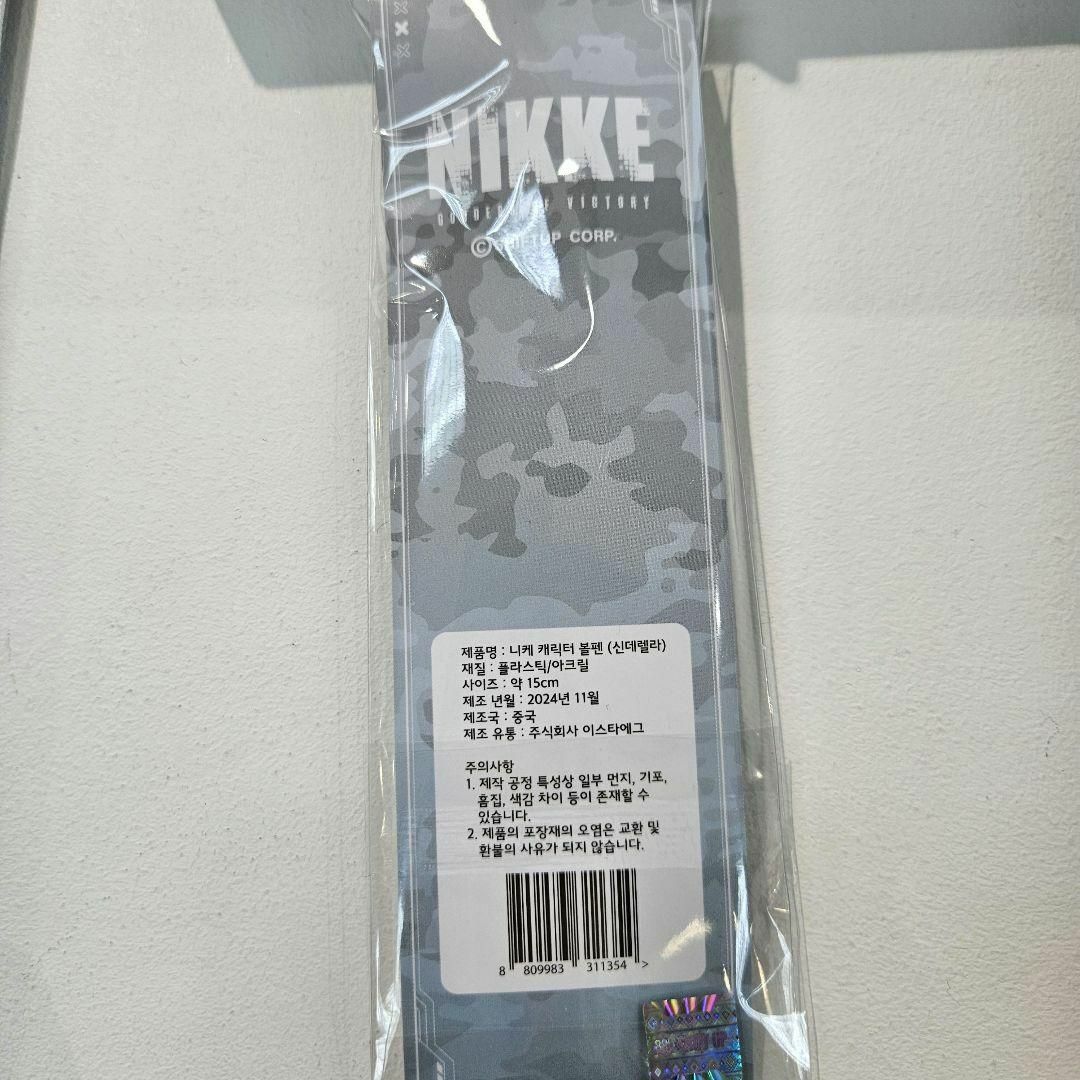 NIKKE
VICTORY
© CORP.
제품명 : 니케 캐릭터 볼펜 (신데렐라)
재질 : 플라스틱/아크릴
사이즈 : 약 15cm
제조 년월 : 2024년 11월
제조국 : 중국
제조 유통 : 주식회사 이스타에그
주의사항
1. 제작 공정 특성상 일부 먼지, 기포,
흠집, 색감 차이 등이 존재할 수
있습니다.
2. 제품의 포장재의 오염은 교환 및
환불의 사유가 되지 않습니다.
8 809983 311354 >